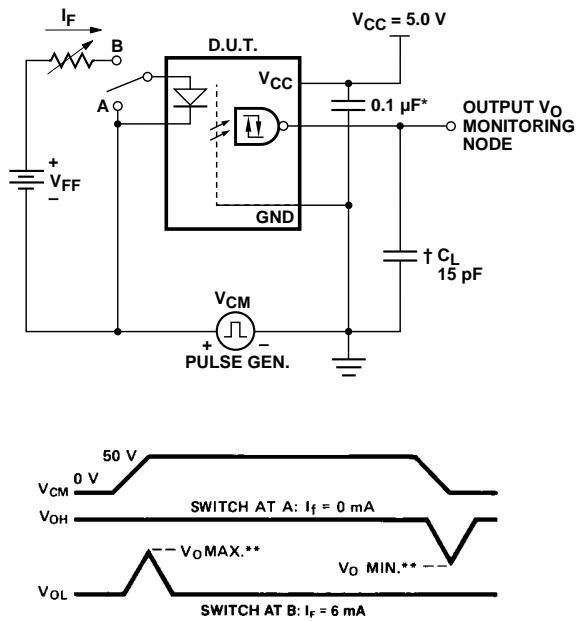 I_F
B
A
D.U.T.
V_CC = 5.0 V
V_CC
0.1 µF*
OUTPUT V_O
MONITORING
NODE
+
V_FF
–
GND
† C_L
15 pF
V_CM
+
–
PULSE GEN.
50 V
V_CM
0 V
SWITCH AT A: I_f = 0 mA
V_OH
V_O MAX.**
V_O MIN.**
V_OL
SWITCH AT B: I_F = 6 mA